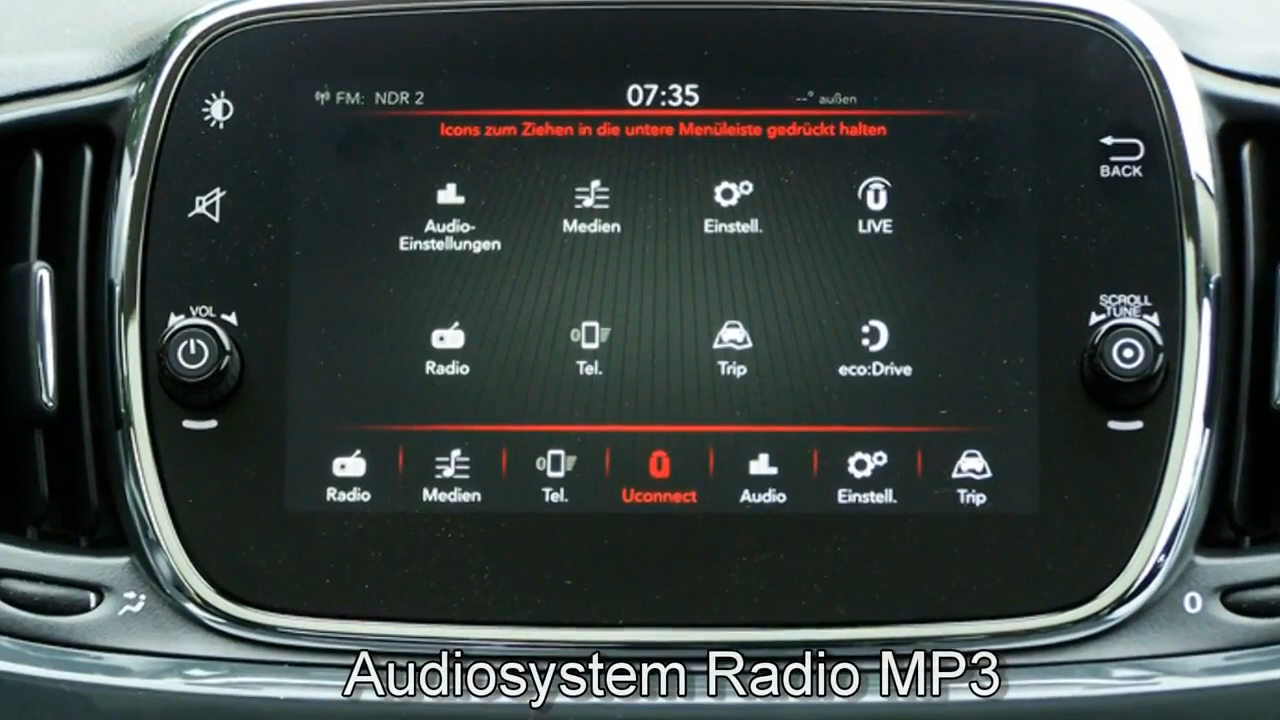 FM: NDR 2
07:35
--° außen
Icons zum Ziehen in die untere Menüleiste gedrückt halten
BACK
Audio-
Einstellungen
Medien
Einstell.
LIVE
VOL
SCROLL
TUNE
Radio
Tel.
Trip
eco:Drive
Radio
Medien
Tel.
Uconnect
Audio
Einstell.
Trip
0
Audiosystem Radio MP3